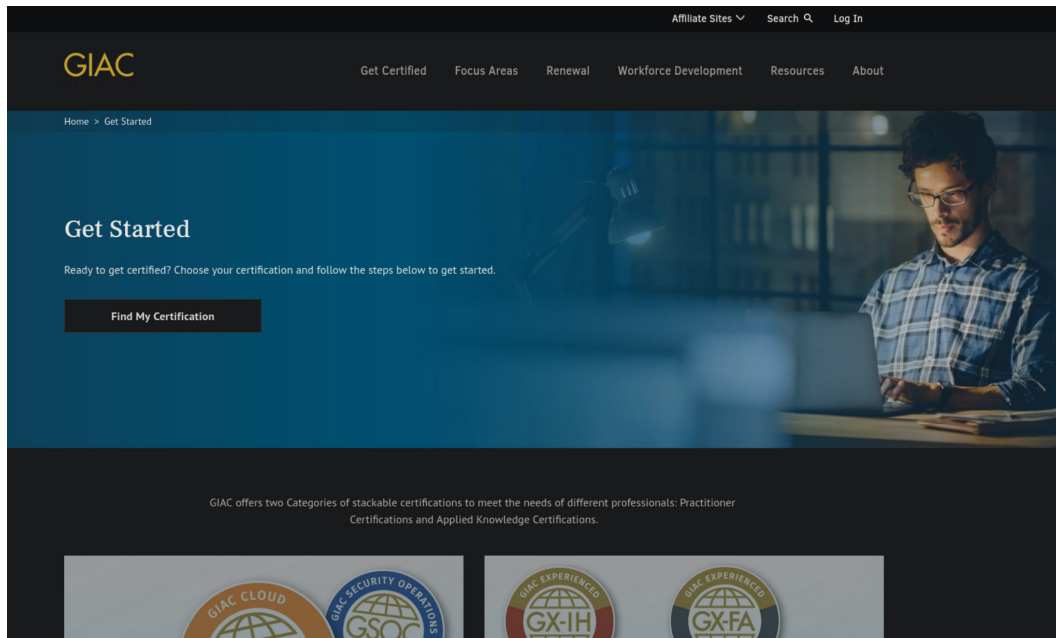 Affiliate Sites Search Log In
GIAC
Get Certified Focus Areas Renewal Workforce Development Resources About
Home > Get Started
Get Started
Ready to get certified? Choose your certification and follow the steps below to get started.
Find My Certification
GIAC offers two Categories of stackable certifications to meet the needs of different professionals: Practitioner
Certifications and Applied Knowledge Certifications.
GIAC CLOUD
GIAC SECURITY OPERATIONS
GSOC
GIAC EXPERIENCED
GX-IH
GIAC EXPERIENCED
GX-FA